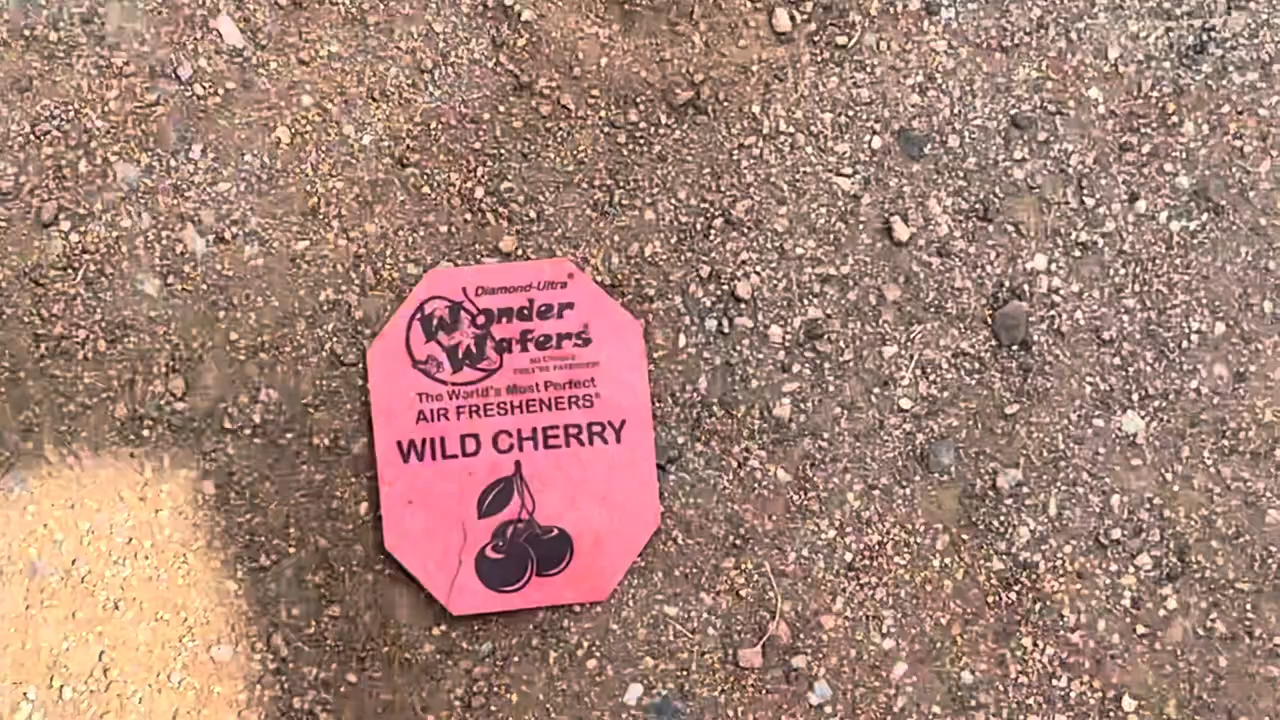 Diamond-Ultra®
Wonder
Wafers®
The World's Most Perfect
AIR FRESHENERS®
WILD CHERRY